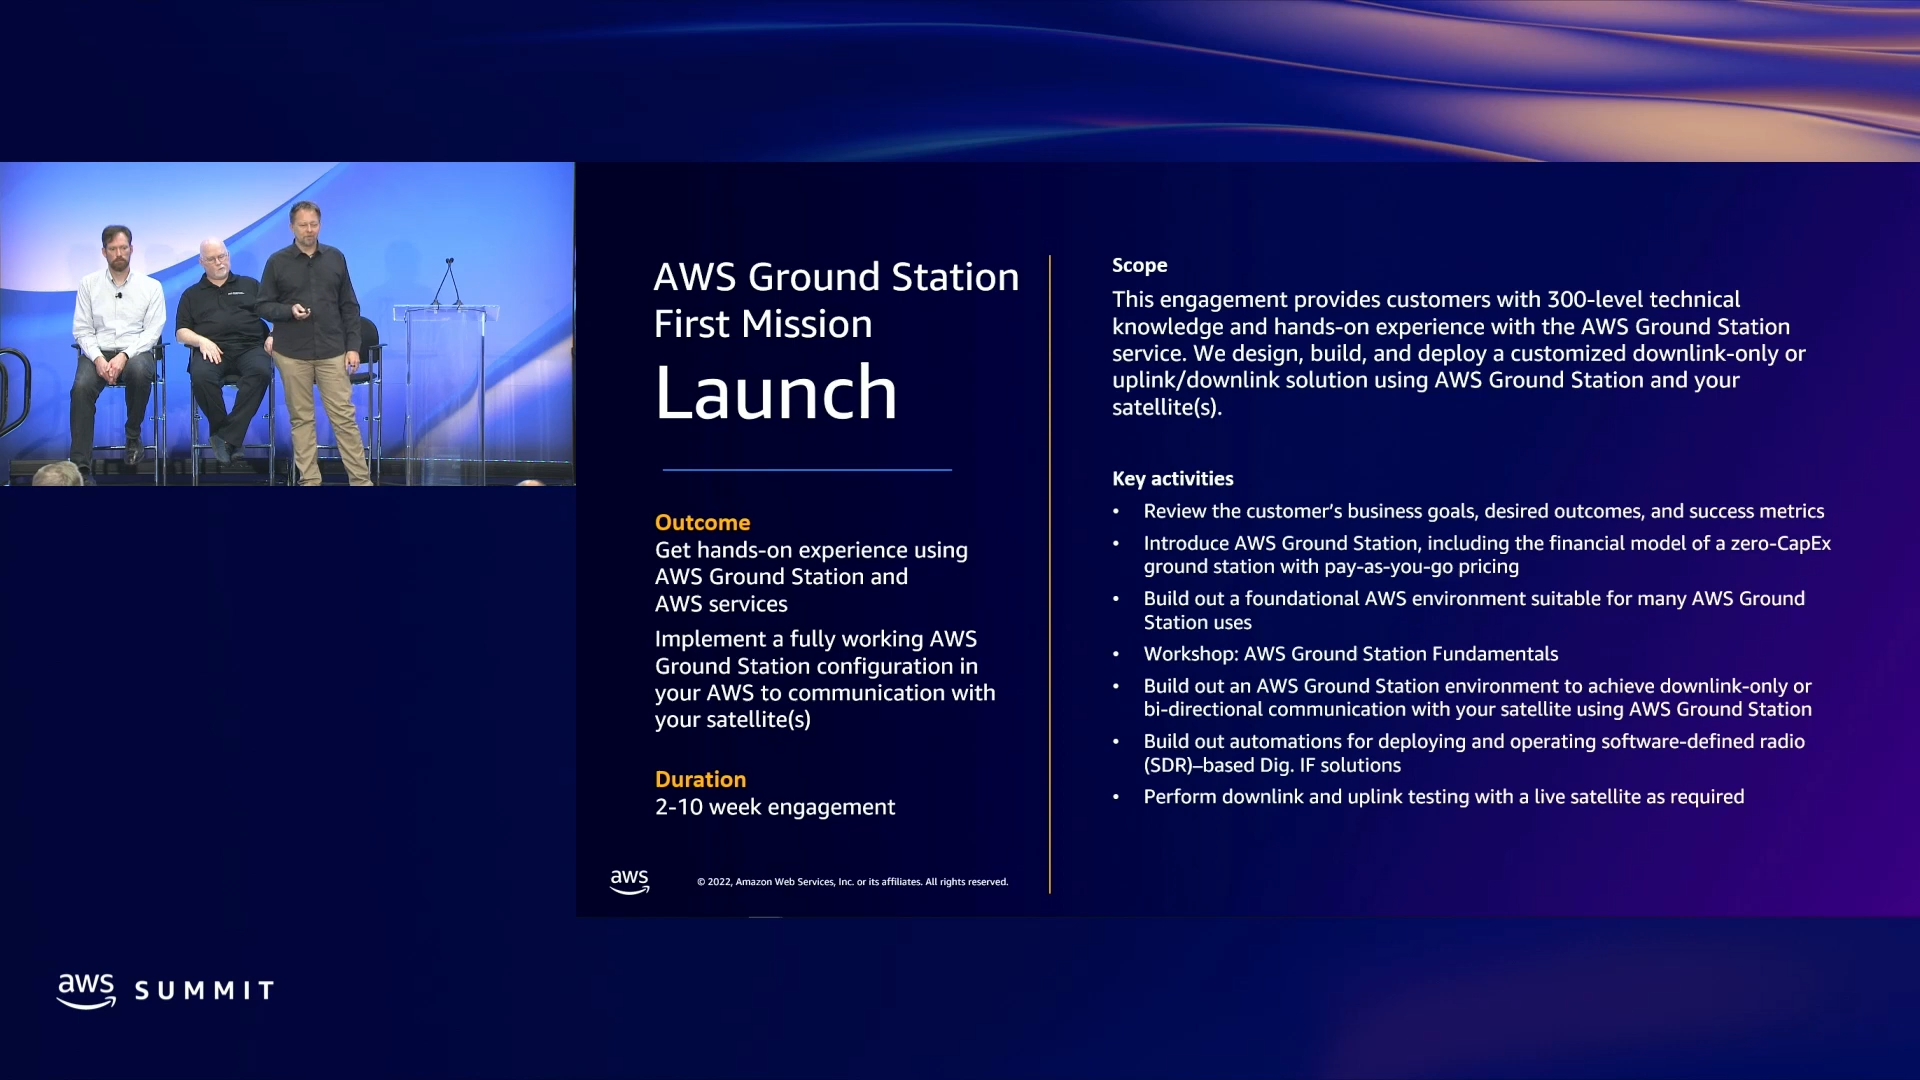 AWS Ground Station
First Mission
Launch
Outcome
Get hands-on experience using
AWS Ground Station and
AWS services
Implement a fully working AWS
Ground Station configuration in
your AWS to communication with
your satellite(s)
Duration
2-10 week engagement
aws
© 2022, Amazon Web Services, Inc. or its affiliates. All rights reserved.
Scope
This engagement provides customers with 300-level technical
knowledge and hands-on experience with the AWS Ground Station
service. We design, build, and deploy a customized downlink-only or
uplink/downlink solution using AWS Ground Station and your
satellite(s).
Key activities
• Review the customer’s business goals, desired outcomes, and success metrics
• Introduce AWS Ground Station, including the financial model of a zero-CapEx
ground station with pay-as-you-go pricing
• Build out a foundational AWS environment suitable for many AWS Ground
Station uses
• Workshop: AWS Ground Station Fundamentals
• Build out an AWS Ground Station environment to achieve downlink-only or
bi-directional communication with your satellite using AWS Ground Station
• Build out automations for deploying and operating software-defined radio
(SDR)–based Dig. IF solutions
• Perform downlink and uplink testing with a live satellite as required
aws SUMMIT